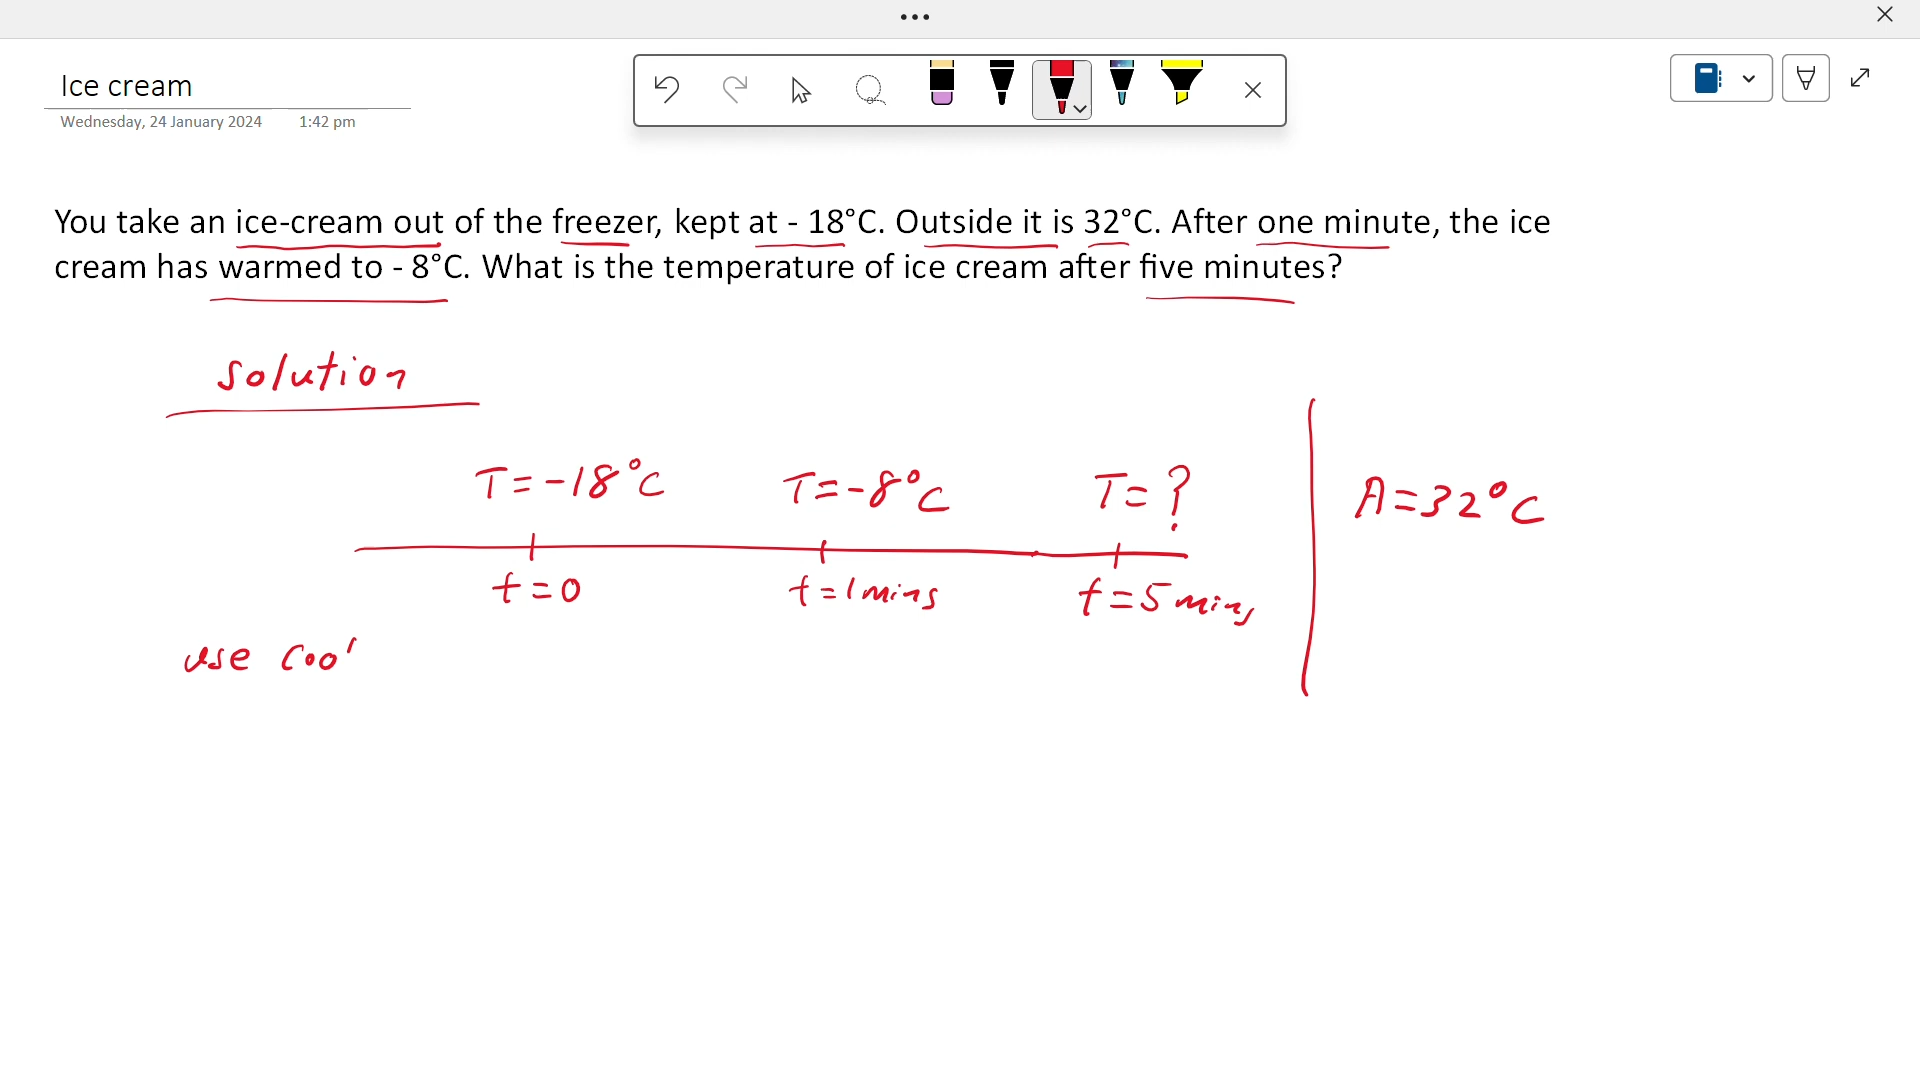 Ice cream
Wednesday, 24 January 2024 1:42 pm
You take an ice-cream out of the freezer, kept at - 18°C. Outside it is 32°C. After one minute, the ice
cream has warmed to - 8°C. What is the temperature of ice cream after five minutes?
solution
T=-18°C T=-8°C T=? A=32°C
t=0 t=1mins t=5mins
use coo'